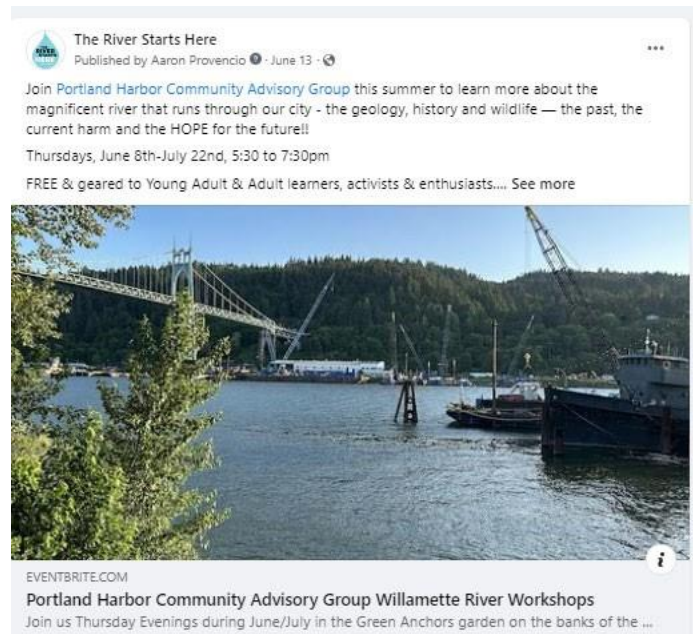 The River Starts Here
Published by Aaron Provencio · June 13 ·
Join Portland Harbor Community Advisory Group this summer to learn more about the
magnificent river that runs through our city - the geology, history and wildlife — the past, the
current harm and the HOPE for the future!!
Thursdays, June 8th-July 22nd, 5:30 to 7:30pm
FREE & geared to Young Adult & Adult learners, activists & enthusiasts.... See more
EVENTBRITE.COM
Portland Harbor Community Advisory Group Willamette River Workshops
Join us Thursday Evenings during June/July in the Green Anchors garden on the banks of the ...